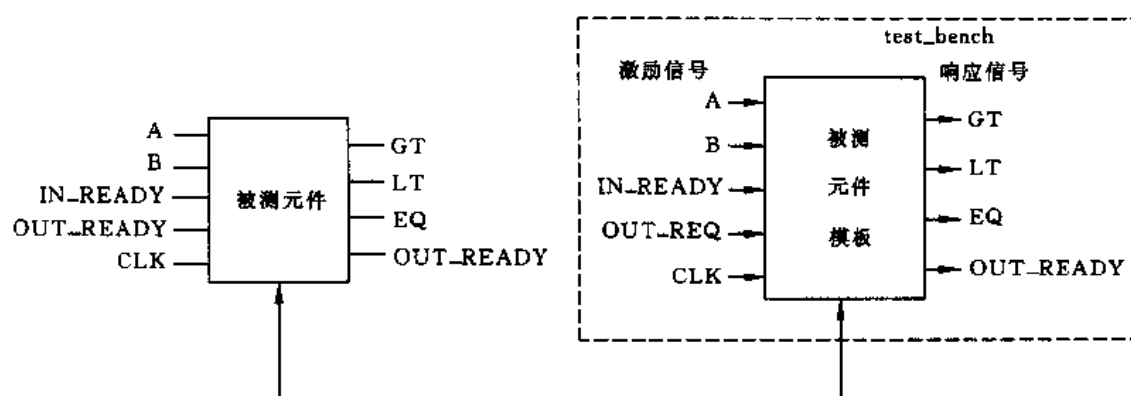 A
B
IN_READY
OUT_READY
CLK
被测元件
GT
LT
EQ
OUT_READY
test_bench
激励信号
响应信号
A
B
IN_READY
OUT_REQ
CLK
被测
元件
模板
GT
LT
EQ
OUT_READY